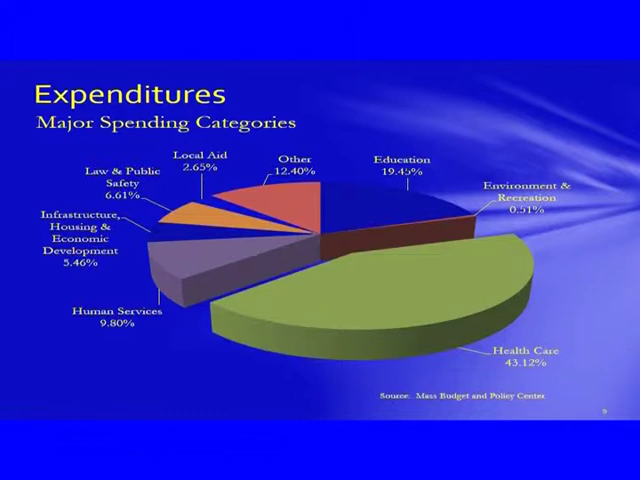 Expenditures
Major Spending Categories
Local Aid
2.65%
Other
12.40%
Education
19.45%
Law & Public
Safety
6.61%
Environment &
Recreation
0.51%
Infrastructure,
Housing &
Economic
Development
5.46%
Human Services
9.80%
Health Care
43.12%
Source: Mass Budget and Policy Center
9